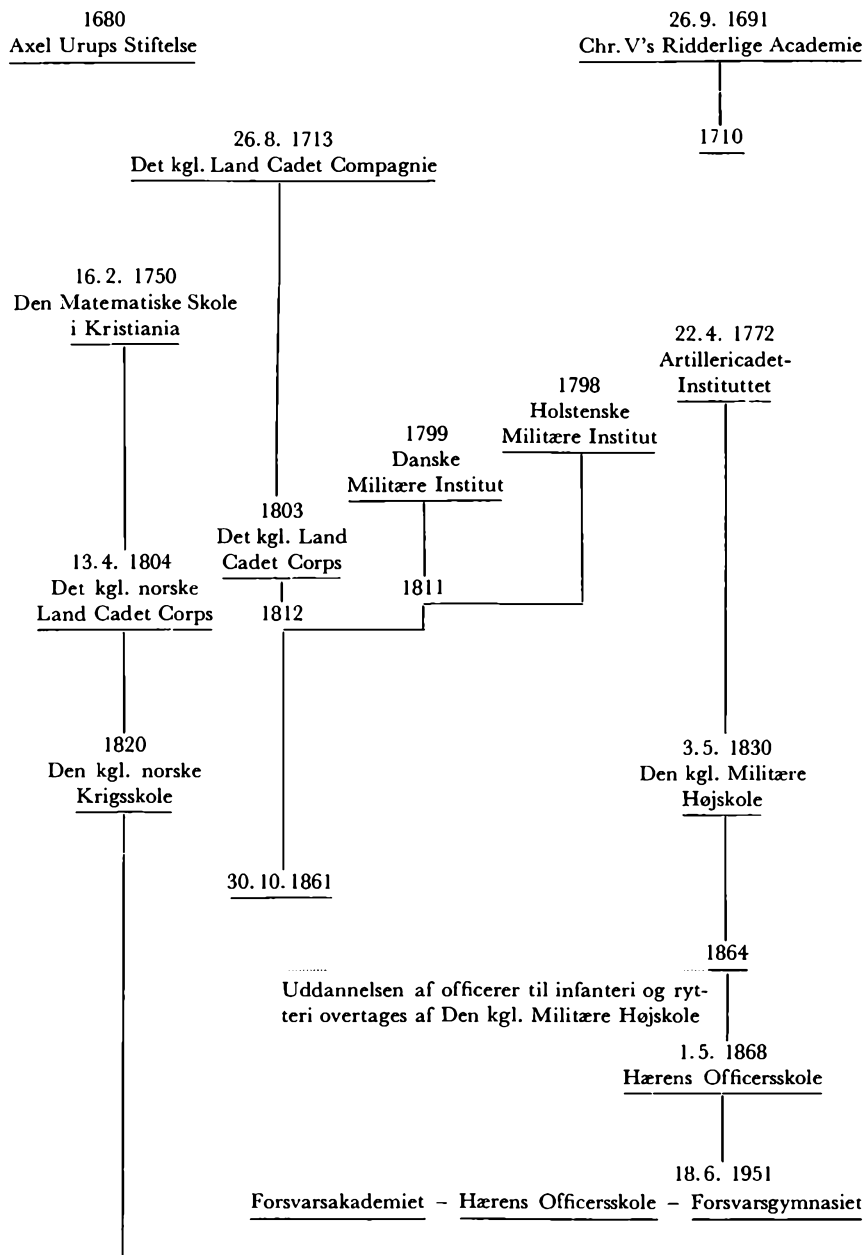 1680
Axel Urups Stiftelse
26.9. 1691
Chr. V's Ridderlige Academie
1710
26.8. 1713
Det kgl. Land Cadet Compagnie
16.2. 1750
Den Matematiske Skole
i Kristiania
22.4. 1772
Artillericadet-
Instituttet
1798
Holstenske
Militære Institut
1799
Danske
Militære Institut
1803
Det kgl. Land
Cadet Corps
13.4. 1804
Det kgl. norske
Land Cadet Corps
1811
1812
1820
Den kgl. norske
Krigsskole
3.5. 1830
Den kgl. Militære
Højskole
30.10.1861
1864
Uddannelsen af officerer til infanteri og ryt-
teri overtages af Den kgl. Militære Højskole
1.5. 1868
Hærens Officersskole
18.6. 1951
Forsvarsakademiet – Hærens Officersskole – Forsvarsgymnasiet